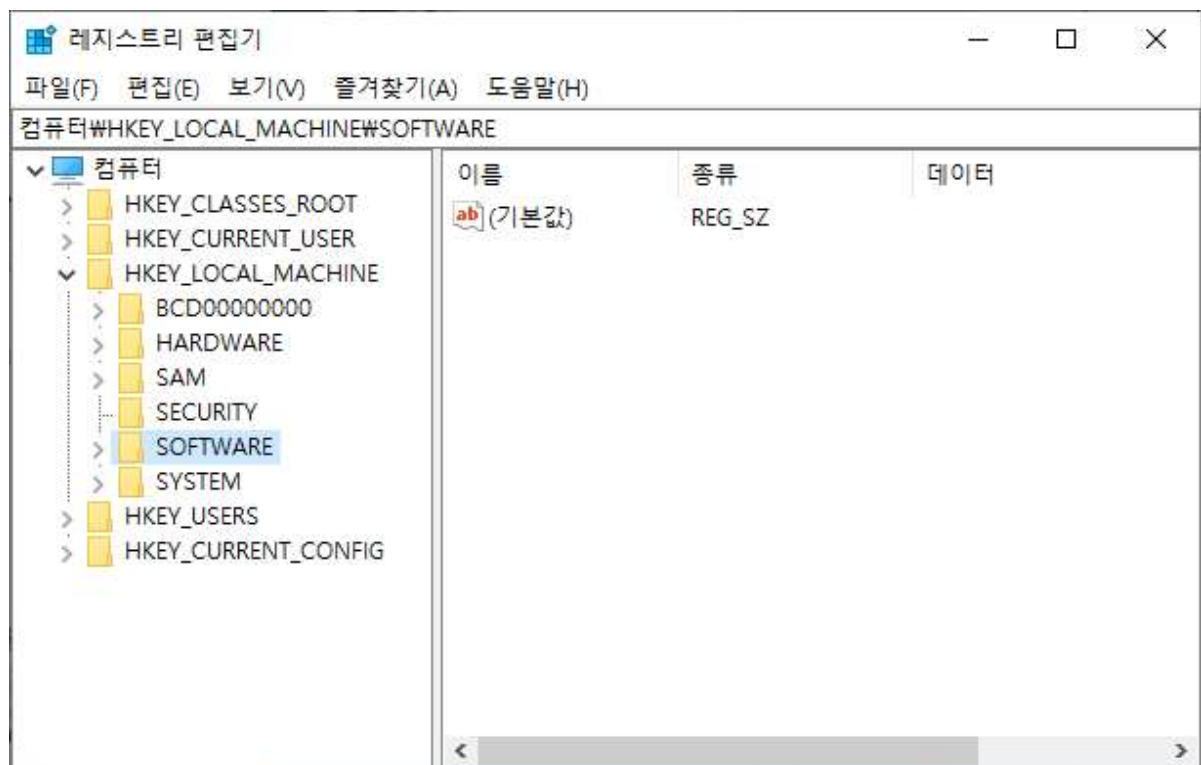 레지스트리 편집기
파일(F) 편집(E) 보기(V) 즐겨찾기(A) 도움말(H)
컴퓨터₩HKEY_LOCAL_MACHINE₩SOFTWARE
컴퓨터
HKEY_CLASSES_ROOT
HKEY_CURRENT_USER
HKEY_LOCAL_MACHINE
BCD00000000
HARDWARE
SAM
SECURITY
SOFTWARE
SYSTEM
HKEY_USERS
HKEY_CURRENT_CONFIG
이름 종류 데이터
ab (기본값) REG_SZ